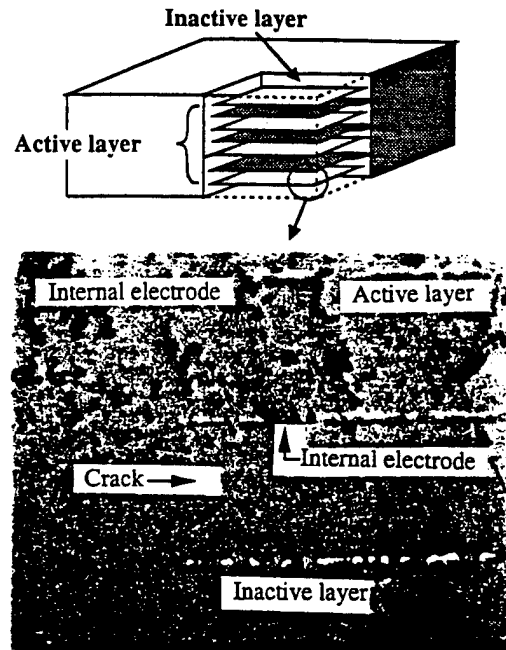 Inactive layer
Active layer
Internal electrode
Active layer
Internal electrode
Crack
Inactive layer